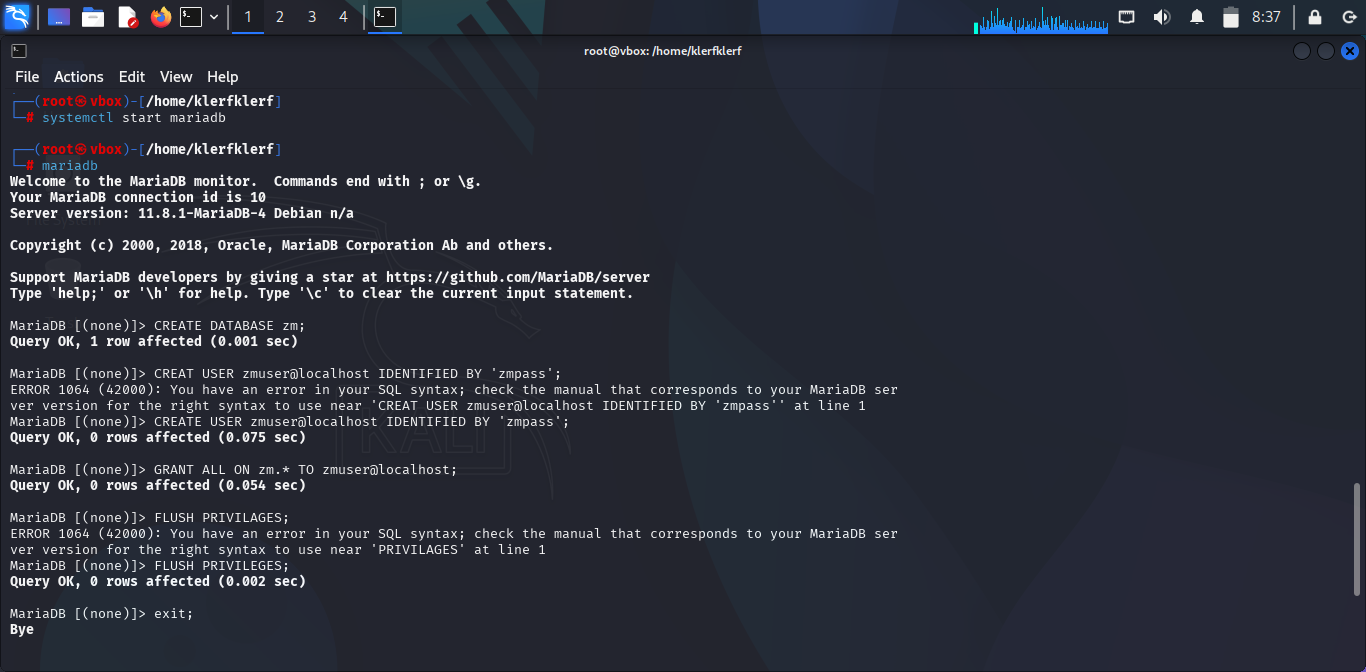 1 2 3 4 8:37
root@vbox: /home/klerfklerf
File Actions Edit View Help
┌──(root㉿vbox)-[/home/klerfklerf]
└─# systemctl start mariadb
┌──(root㉿vbox)-[/home/klerfklerf]
└─# mariadb
Welcome to the MariaDB monitor.  Commands end with ; or \g.
Your MariaDB connection id is 10
Server version: 11.8.1-MariaDB-4 Debian n/a
Copyright (c) 2000, 2018, Oracle, MariaDB Corporation Ab and others.
Support MariaDB developers by giving a star at https://github.com/MariaDB/server
Type 'help;' or '\h' for help. Type '\c' to clear the current input statement.
MariaDB [(none)]> CREATE DATABASE zm;
Query OK, 1 row affected (0.001 sec)
MariaDB [(none)]> CREAT USER zmuser@localhost IDENTIFIED BY 'zmpass';
ERROR 1064 (42000): You have an error in your SQL syntax; check the manual that corresponds to your MariaDB ser
ver version for the right syntax to use near 'CREAT USER zmuser@localhost IDENTIFIED BY 'zmpass'' at line 1
MariaDB [(none)]> CREATE USER zmuser@localhost IDENTIFIED BY 'zmpass';
Query OK, 0 rows affected (0.075 sec)
MariaDB [(none)]> GRANT ALL ON zm.* TO zmuser@localhost;
Query OK, 0 rows affected (0.054 sec)
MariaDB [(none)]> FLUSH PRIVILAGES;
ERROR 1064 (42000): You have an error in your SQL syntax; check the manual that corresponds to your MariaDB ser
ver version for the right syntax to use near 'PRIVILAGES' at line 1
MariaDB [(none)]> FLUSH PRIVILEGES;
Query OK, 0 rows affected (0.002 sec)
MariaDB [(none)]> exit;
Bye
KALI